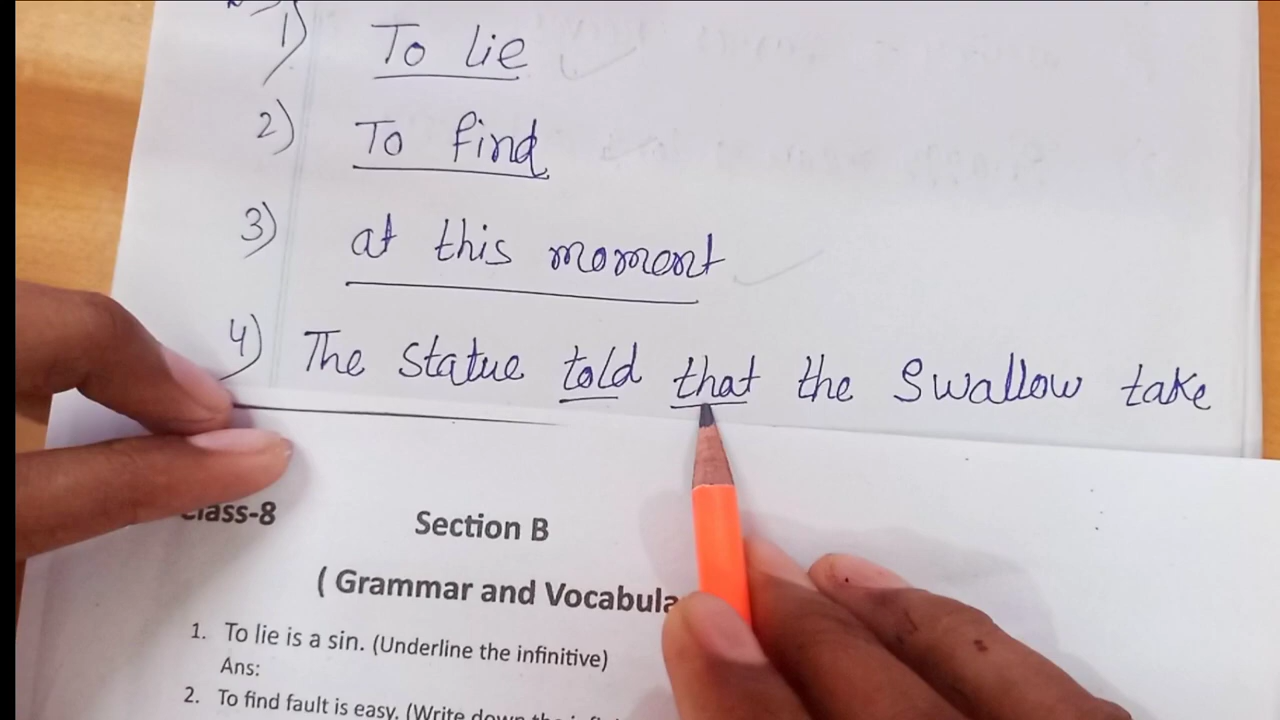 1) To lie
2) To find
3) at this moment
4) The statue told that the Swallow take
Class-8
Section B
( Grammar and Vocabula
1. To lie is a sin. (Underline the infinitive)
Ans:
2. To find fault is easy. (Write down the